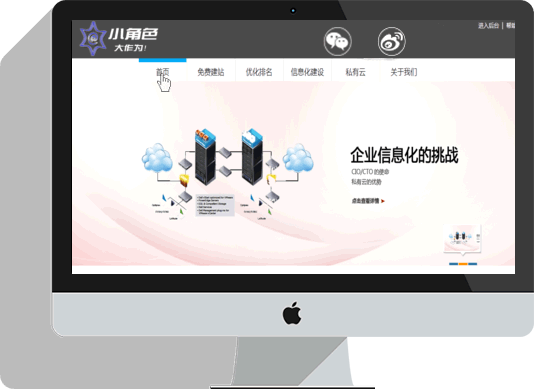 小角色
大作为!
进入后台 | 帮助
首页 免费建站 优化排名 信息化建设 私有云 关于我们
企业信息化的挑战
CIO/CTO 的使命
私有云的优势
点击查看详情